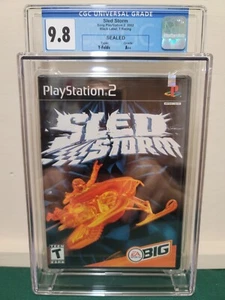 CGC UNIVERSAL GRADE
9.8
Sled Storm
SEALED
PlayStation 2
SLED
STORM
T
EA
BIG